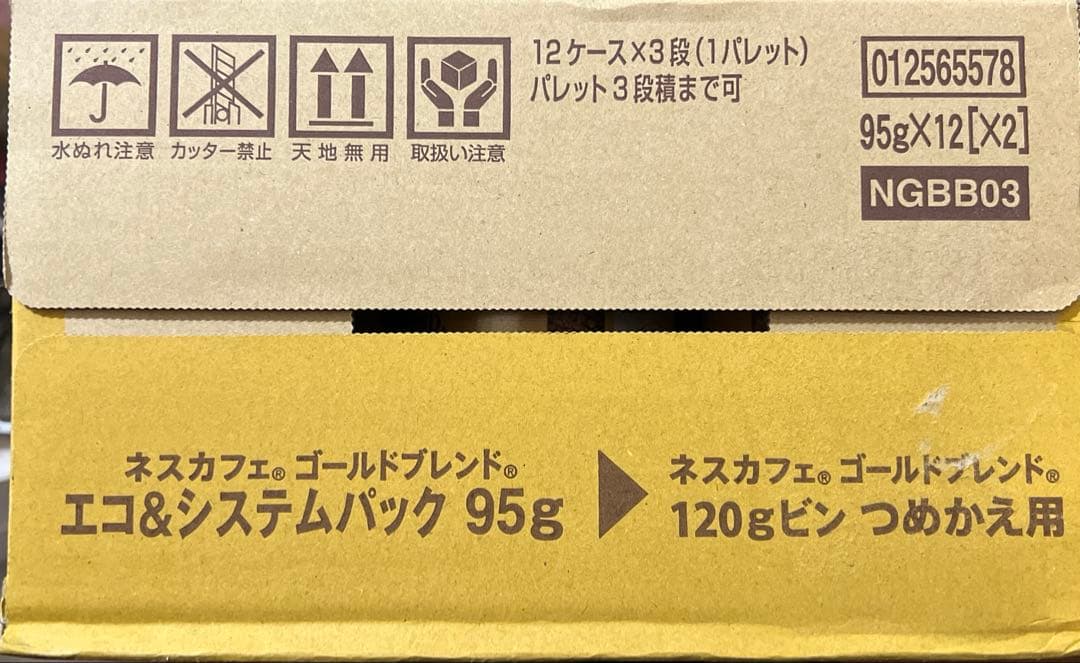 水ぬれ注意
カッター禁止
天地無用
取扱い注意
12ケース×3段(1パレット)
パレット3段積まで可
012565578
95g×12[×2]
NGBB03
ネスカフェ® ゴールドブレンド®
エコ&システムパック 95g
ネスカフェ® ゴールドブレンド®
120gビン つめかえ用